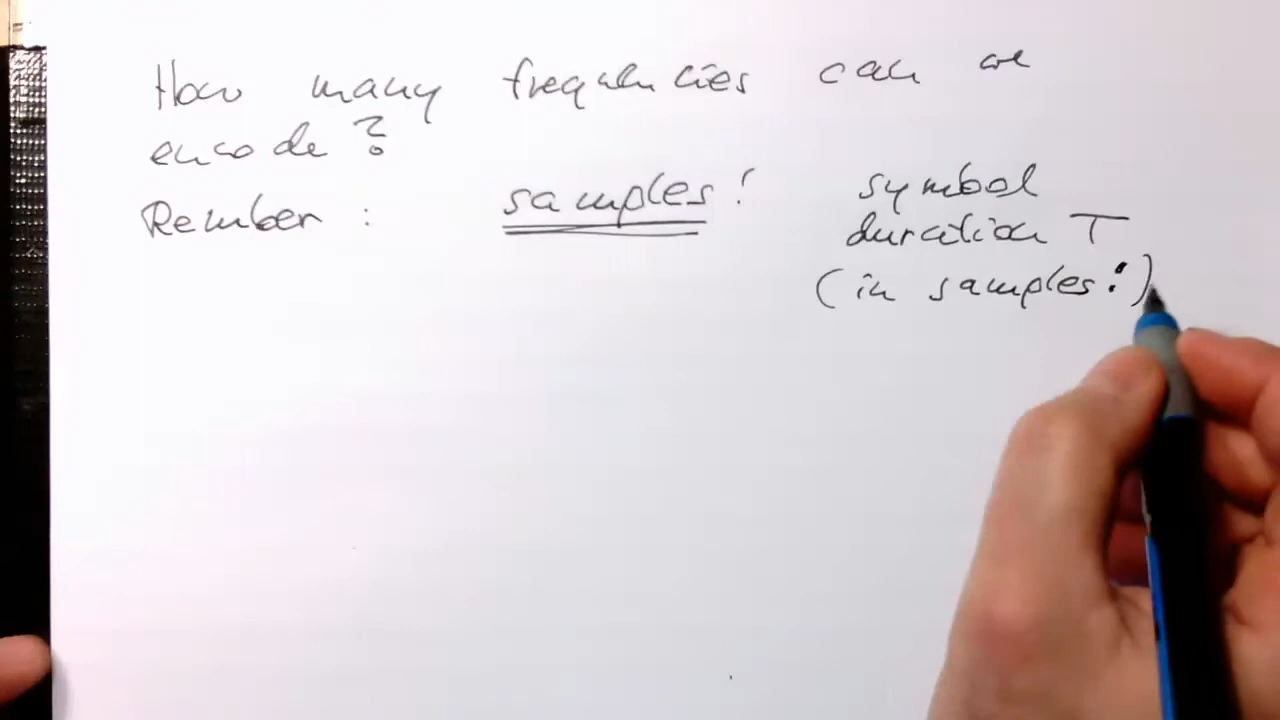 How many frequencies can we
encode?
Rember : samples!
symbol
duration T
(in samples!)